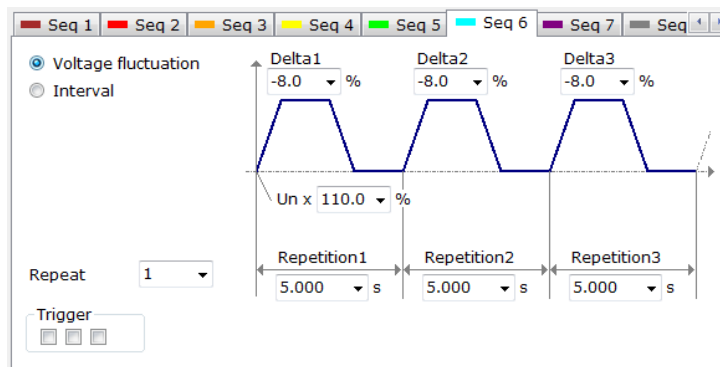 Seq 1 Seq 2 Seq 3 Seq 4 Seq 5 Seq 6 Seq 7 Seq
Voltage fluctuation
Interval
Delta1 Delta2 Delta3
-8.0 % -8.0 % -8.0 %
Un x 110.0 %
Repetition1 Repetition2 Repetition3
Repeat 1
5.000 s 5.000 s 5.000 s
Trigger